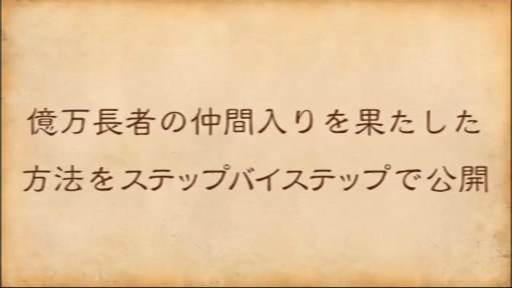 億万長者の仲間入りを果たした
方法をステップバイステップで公開